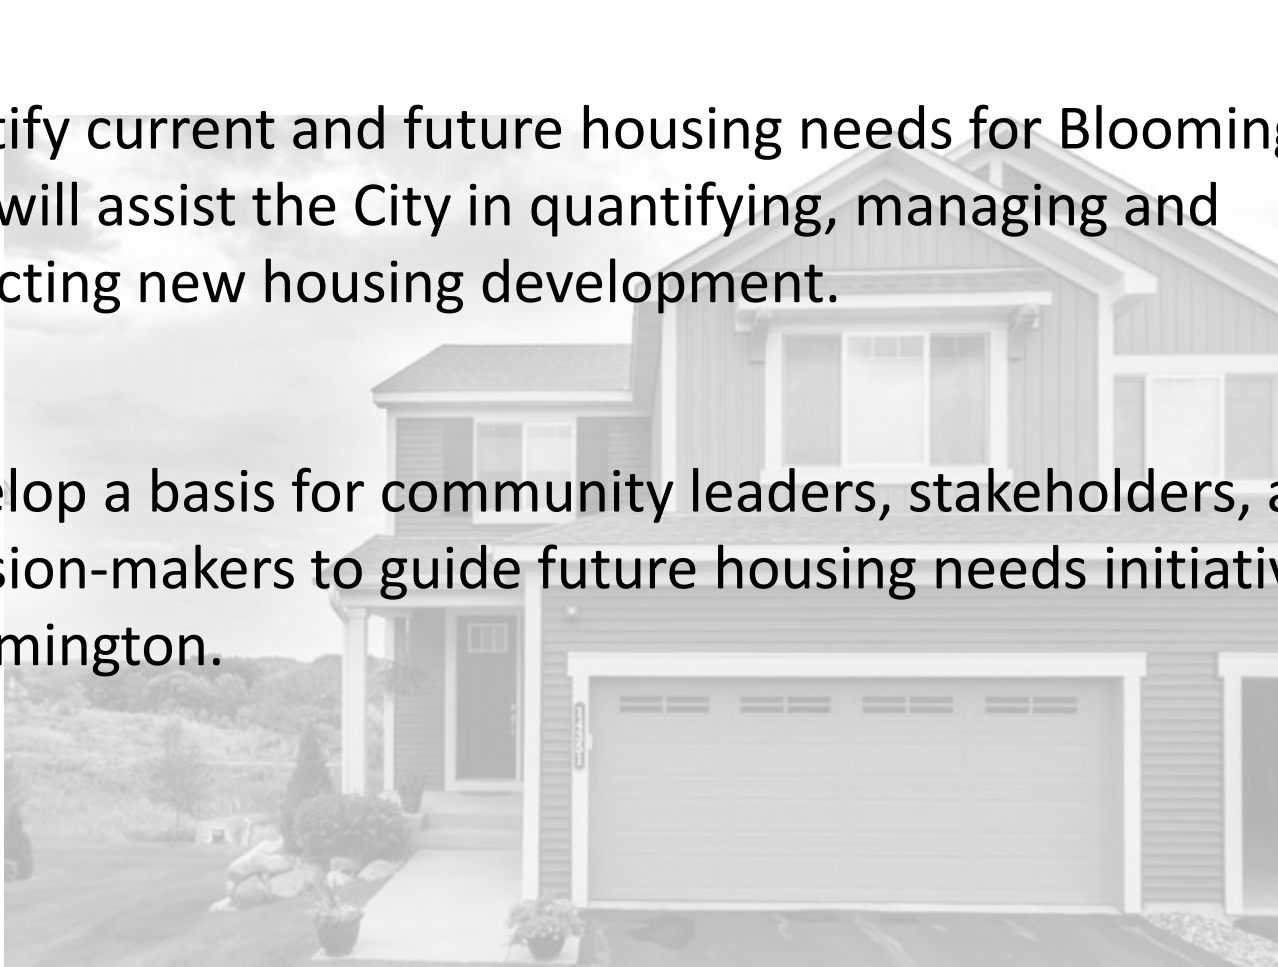 tify current and future housing needs for Blooming
will assist the City in quantifying, managing and
cting new housing development.
elop a basis for community leaders, stakeholders, a
sion-makers to guide future housing needs initiativ
mington.